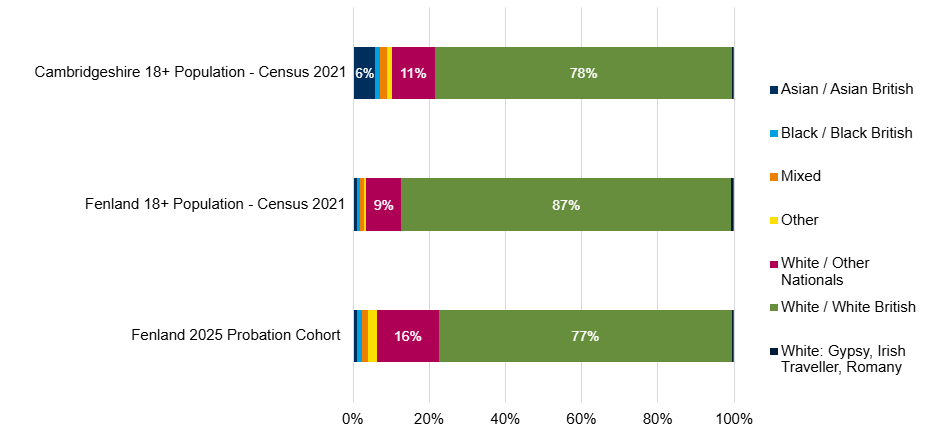 Cambridgeshire 18+ Population - Census 2021
6%
11%
78%
Fenland 18+ Population - Census 2021
9%
87%
Fenland 2025 Probation Cohort
16%
77%
0%
20%
40%
60%
80%
100%
Asian / Asian British
Black / Black British
Mixed
Other
White / Other
Nationals
White / White British
White: Gypsy, Irish
Traveller, Romany